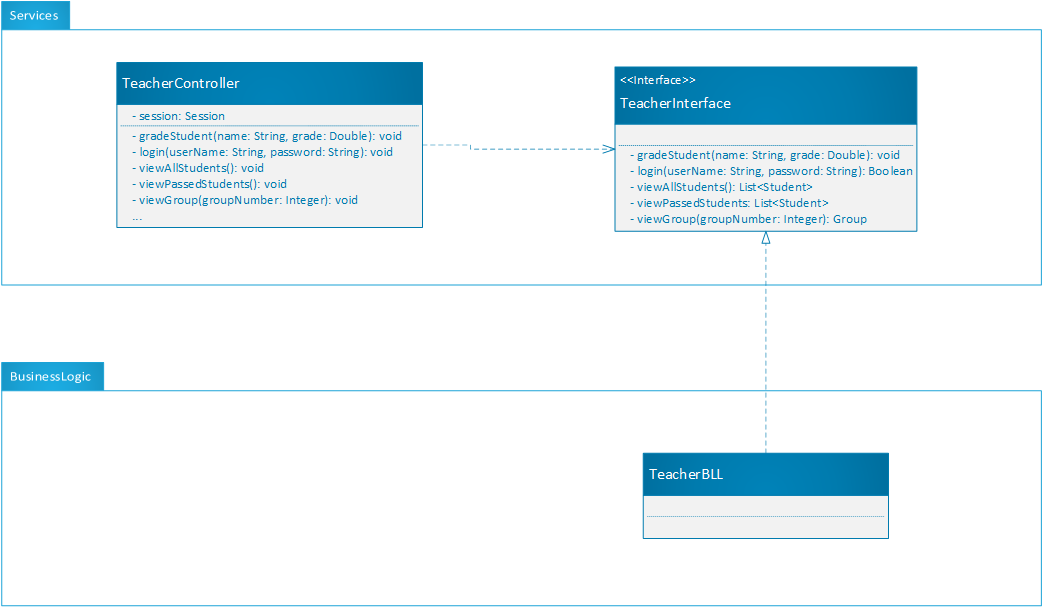 Services
TeacherController
- session: Session
- gradeStudent(name: String, grade: Double): void
- login(userName: String, password: String): void
- viewAllStudents(): void
- viewPassedStudents(): void
- viewGroup(groupNumber: Integer): void
...
<<Interface>>
TeacherInterface
- gradeStudent(name: String, grade: Double): void
- login(userName: String, password: String): Boolean
- viewAllStudents(): List<Student>
- viewPassedStudents: List<Student>
- viewGroup(groupNumber: Integer): Group
BusinessLogic
TeacherBLL